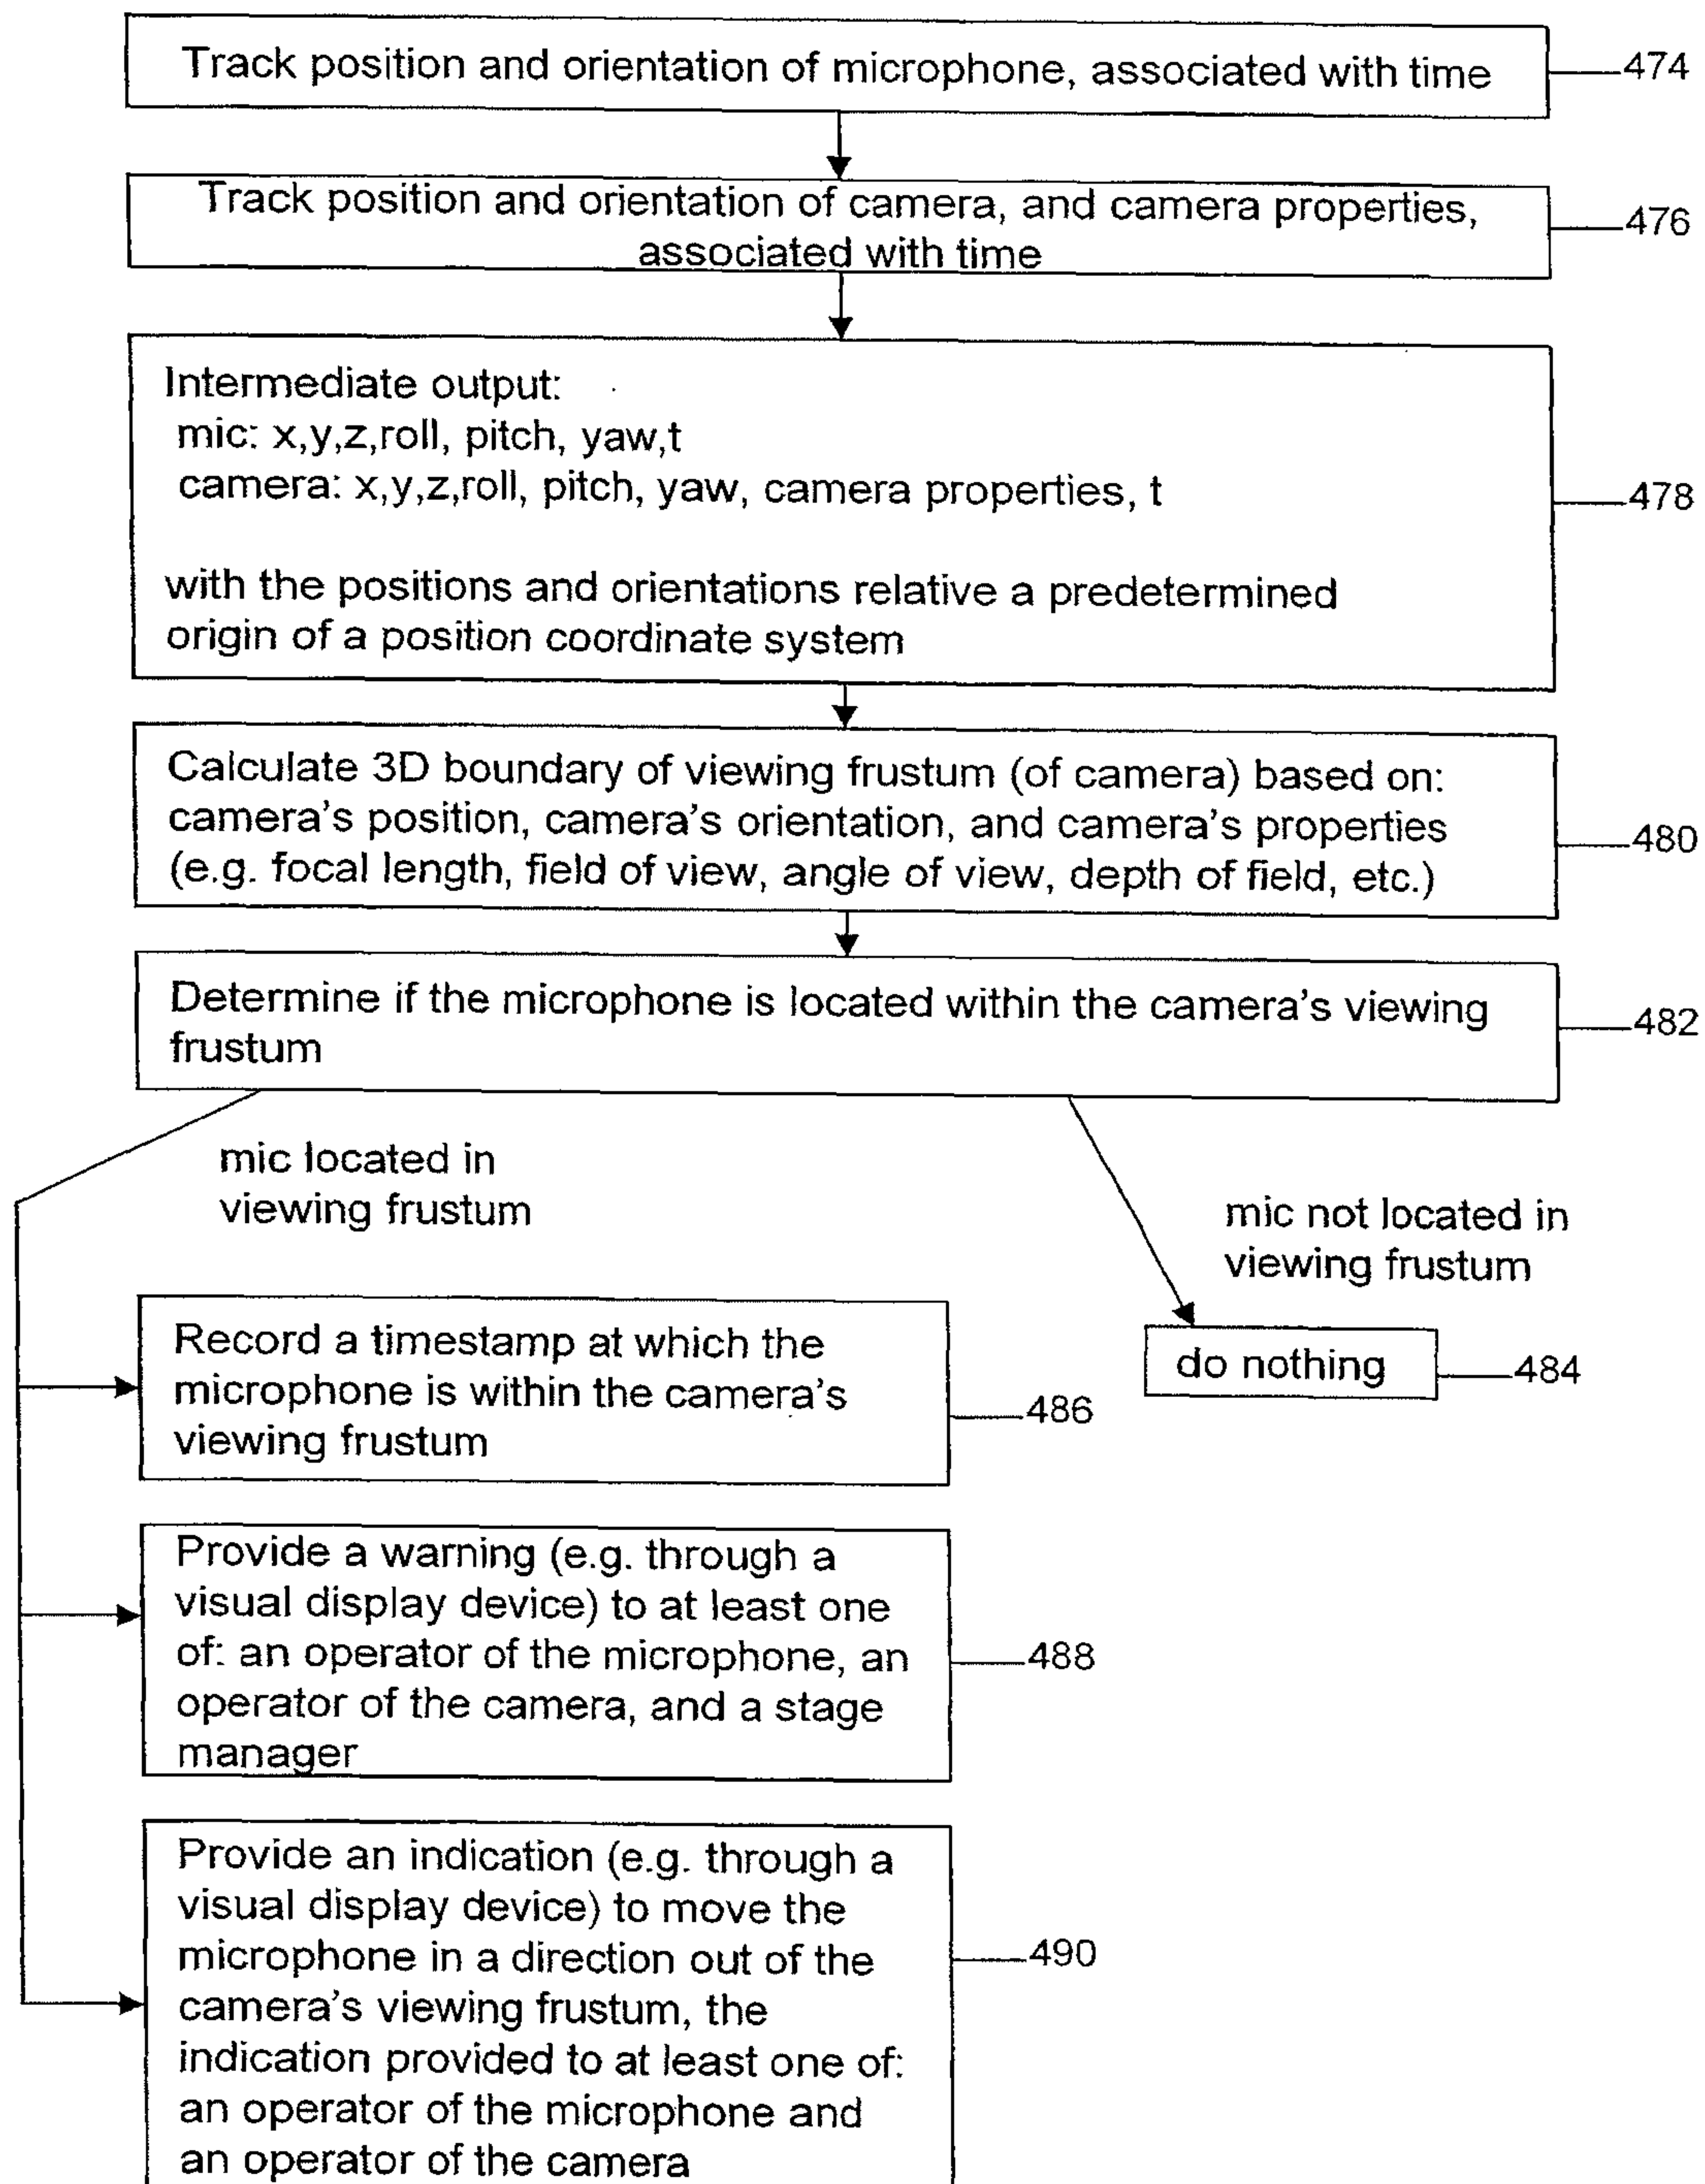 Track position and orientation of microphone, associated with time
474
Track position and orientation of camera, and camera properties,
associated with time
476
Intermediate output:
mic: x,y,z,roll, pitch, yaw,t
camera: x,y,z,roll, pitch, yaw, camera properties, t
with the positions and orientations relative a predetermined
origin of a position coordinate system
478
Calculate 3D boundary of viewing frustum (of camera) based on:
camera's position, camera's orientation, and camera's properties
(e.g. focal length, field of view, angle of view, depth of field, etc.)
480
Determine if the microphone is located within the camera's viewing
frustum
482
mic located in
viewing frustum
mic not located in
viewing frustum
do nothing
484
Record a timestamp at which the
microphone is within the camera's
viewing frustum
486
Provide a warning (e.g. through a
visual display device) to at least one
of: an operator of the microphone, an
operator of the camera, and a stage
manager
488
Provide an indication (e.g. through a
visual display device) to move the
microphone in a direction out of the
camera's viewing frustum, the
indication provided to at least one of:
an operator of the microphone and
an operator of the camera
490